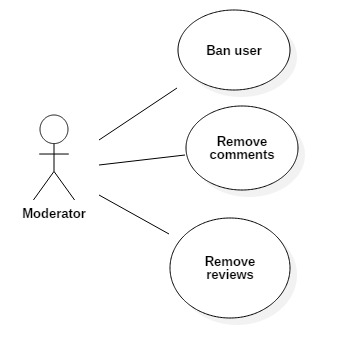 Ban user
Remove
comments
Moderator
Remove
reviews